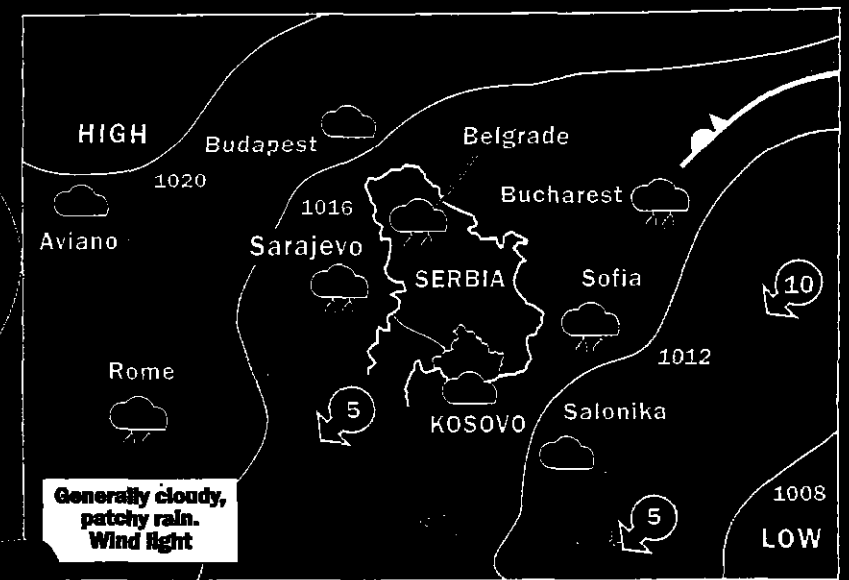 HIGH
Budapest
Belgrade
1020
Bucharest
1016
Aviano
Sarajevo
SERBIA
Sofia
10
1012
Rome
5
Salonika
KOSOVO
Generally cloudy,
patchy rain.
Wind light
1008
5
LOW